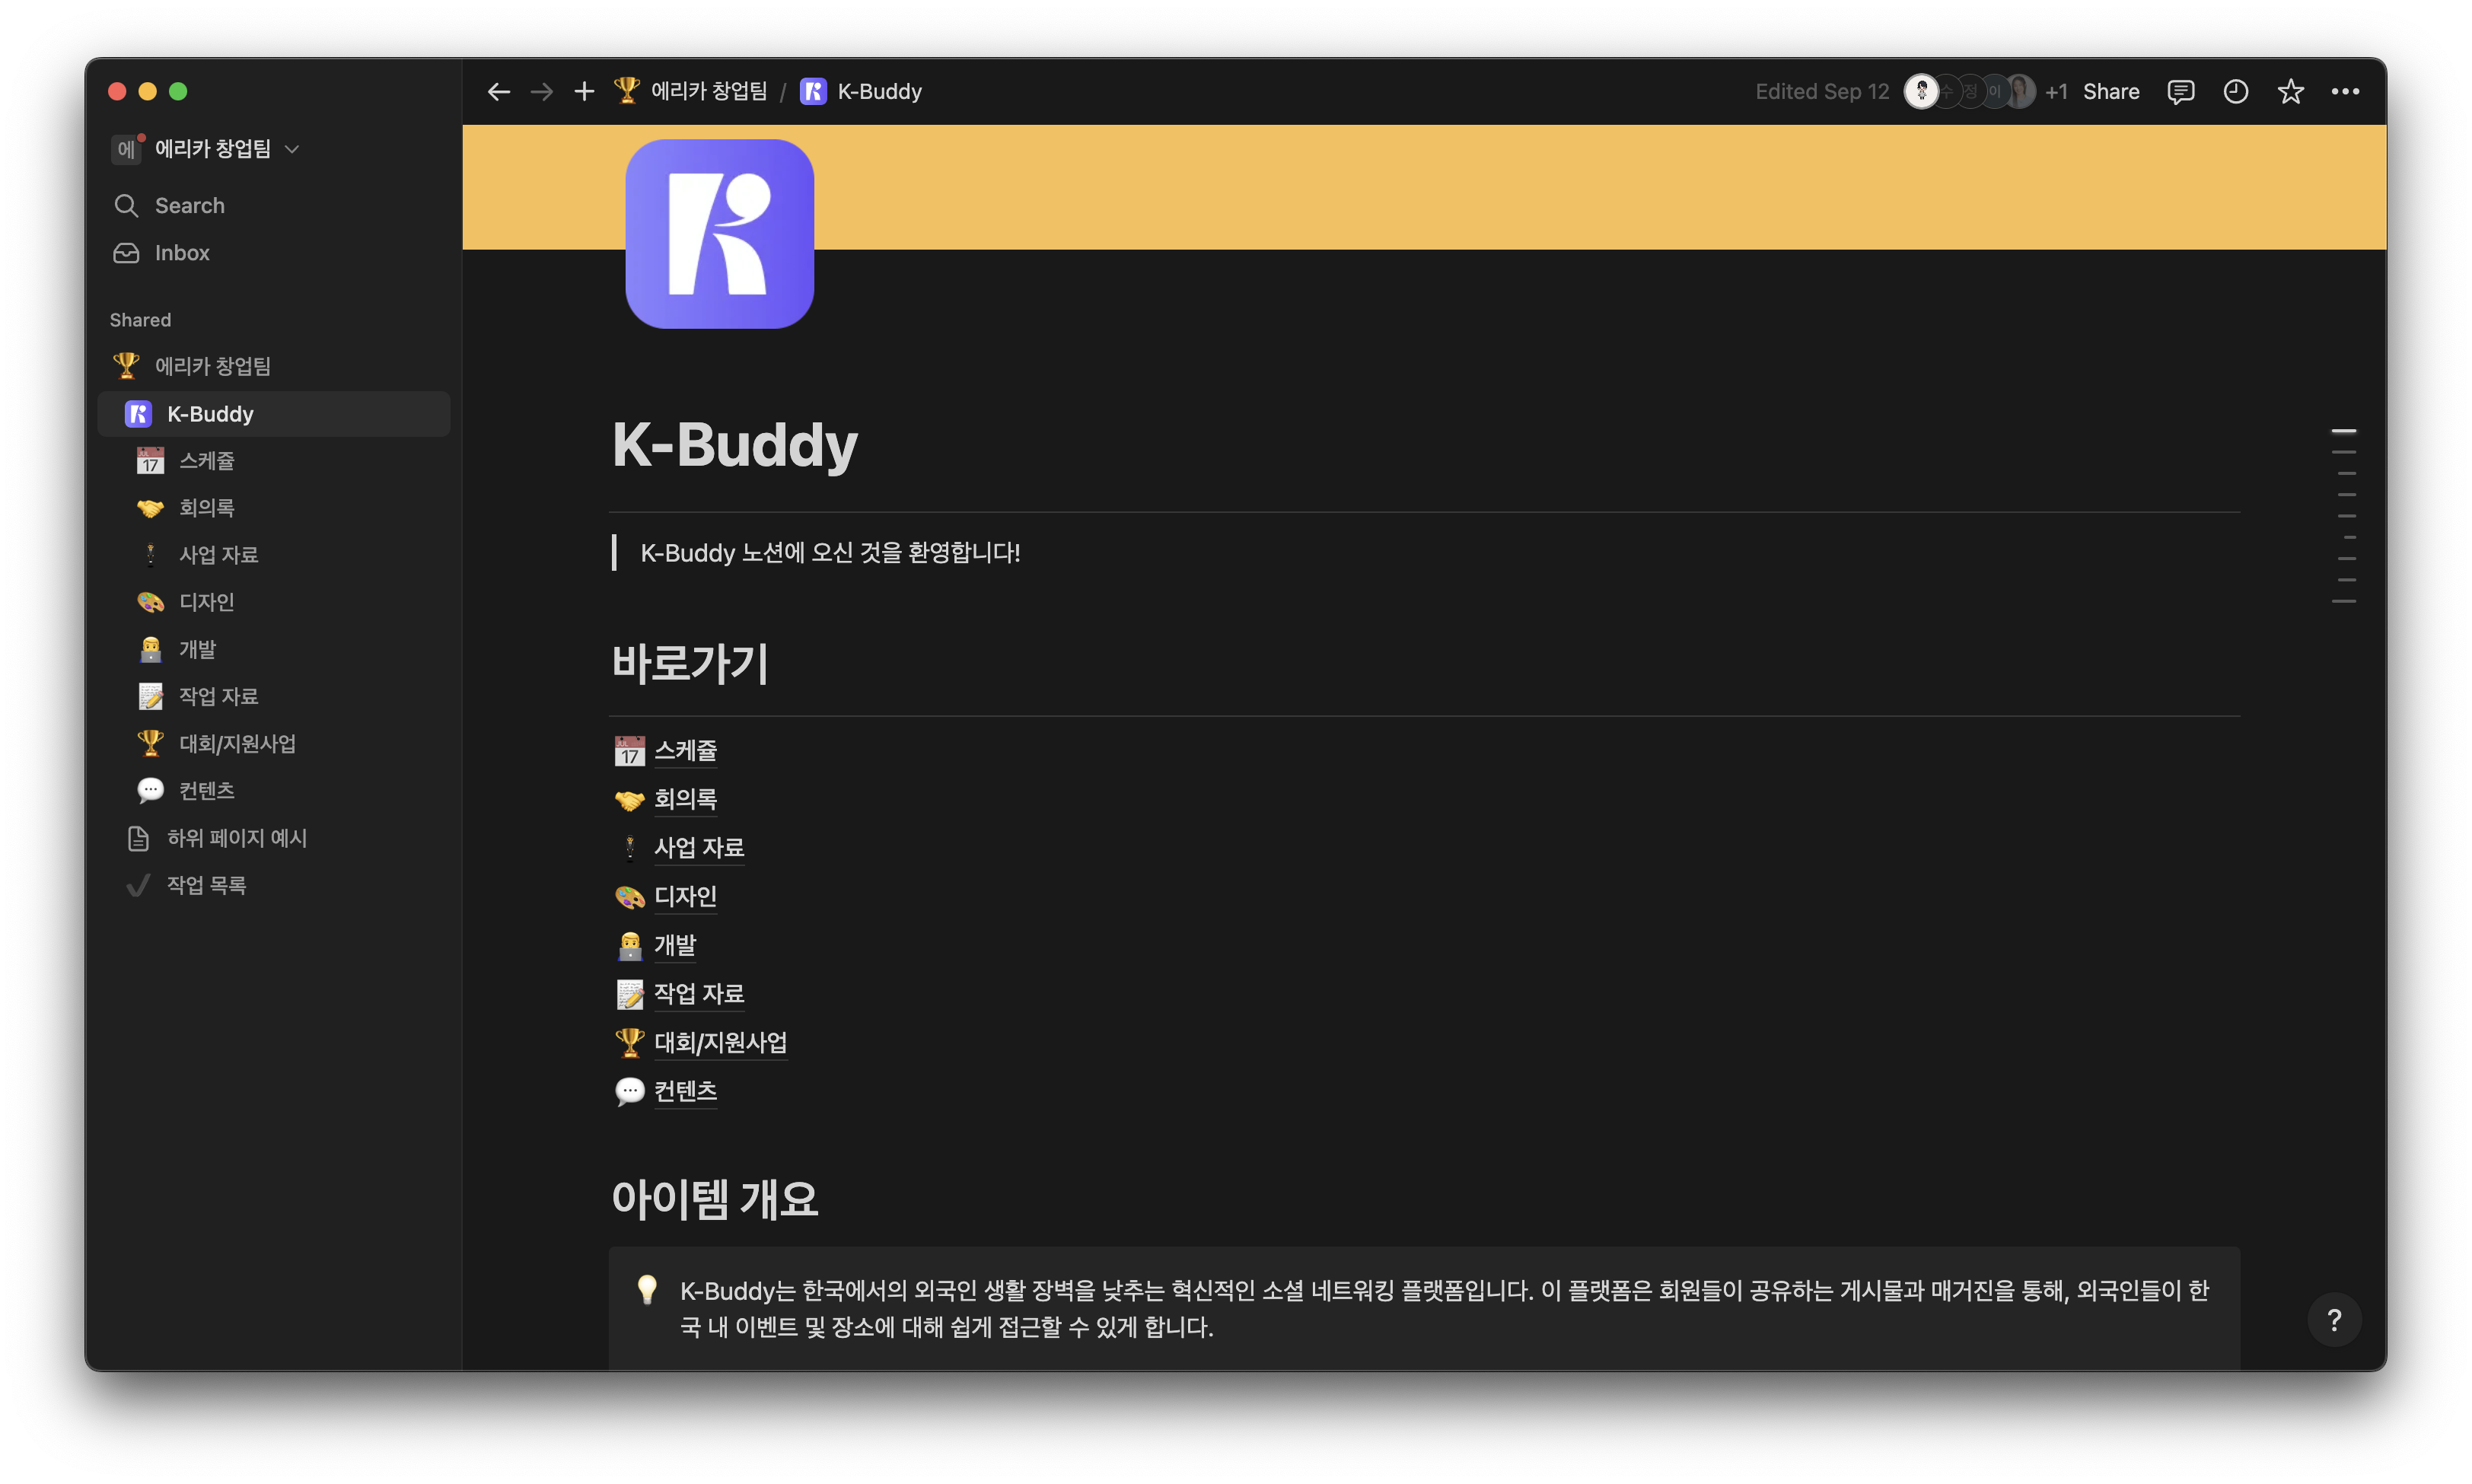 에 에리카 창업팀
Search
Inbox
Shared
에리카 창업팀
K-Buddy
스케쥴
회의록
사업 자료
디자인
개발
작업 자료
대회/지원사업
컨텐츠
하위 페이지 예시
작업 목록
에리카 창업팀 / K-Buddy
Edited Sep 12 수 정 이 +1 Share
K-Buddy
K-Buddy 노션에 오신 것을 환영합니다!
바로가기
JUL 17 스케쥴
회의록
사업 자료
디자인
개발
작업 자료
대회/지원사업
컨텐츠
아이템 개요
K-Buddy는 한국에서의 외국인 생활 장벽을 낮추는 혁신적인 소셜 네트워킹 플랫폼입니다. 이 플랫폼은 회원들이 공유하는 게시물과 매거진을 통해, 외국인들이 한
국 내 이벤트 및 장소에 대해 쉽게 접근할 수 있게 합니다.
?